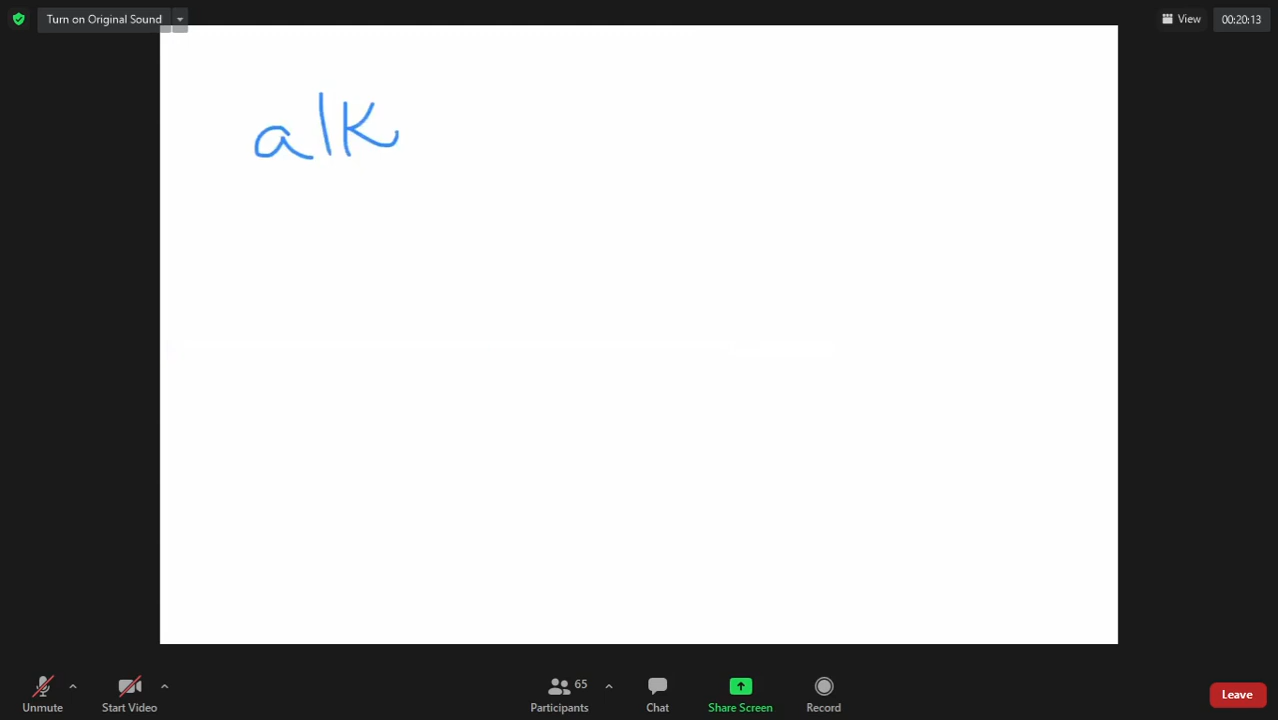 Turn on Original Sound
View
00:20:13
alk
Unmute
Start Video
65
Participants
Chat
Share Screen
Record
Leave